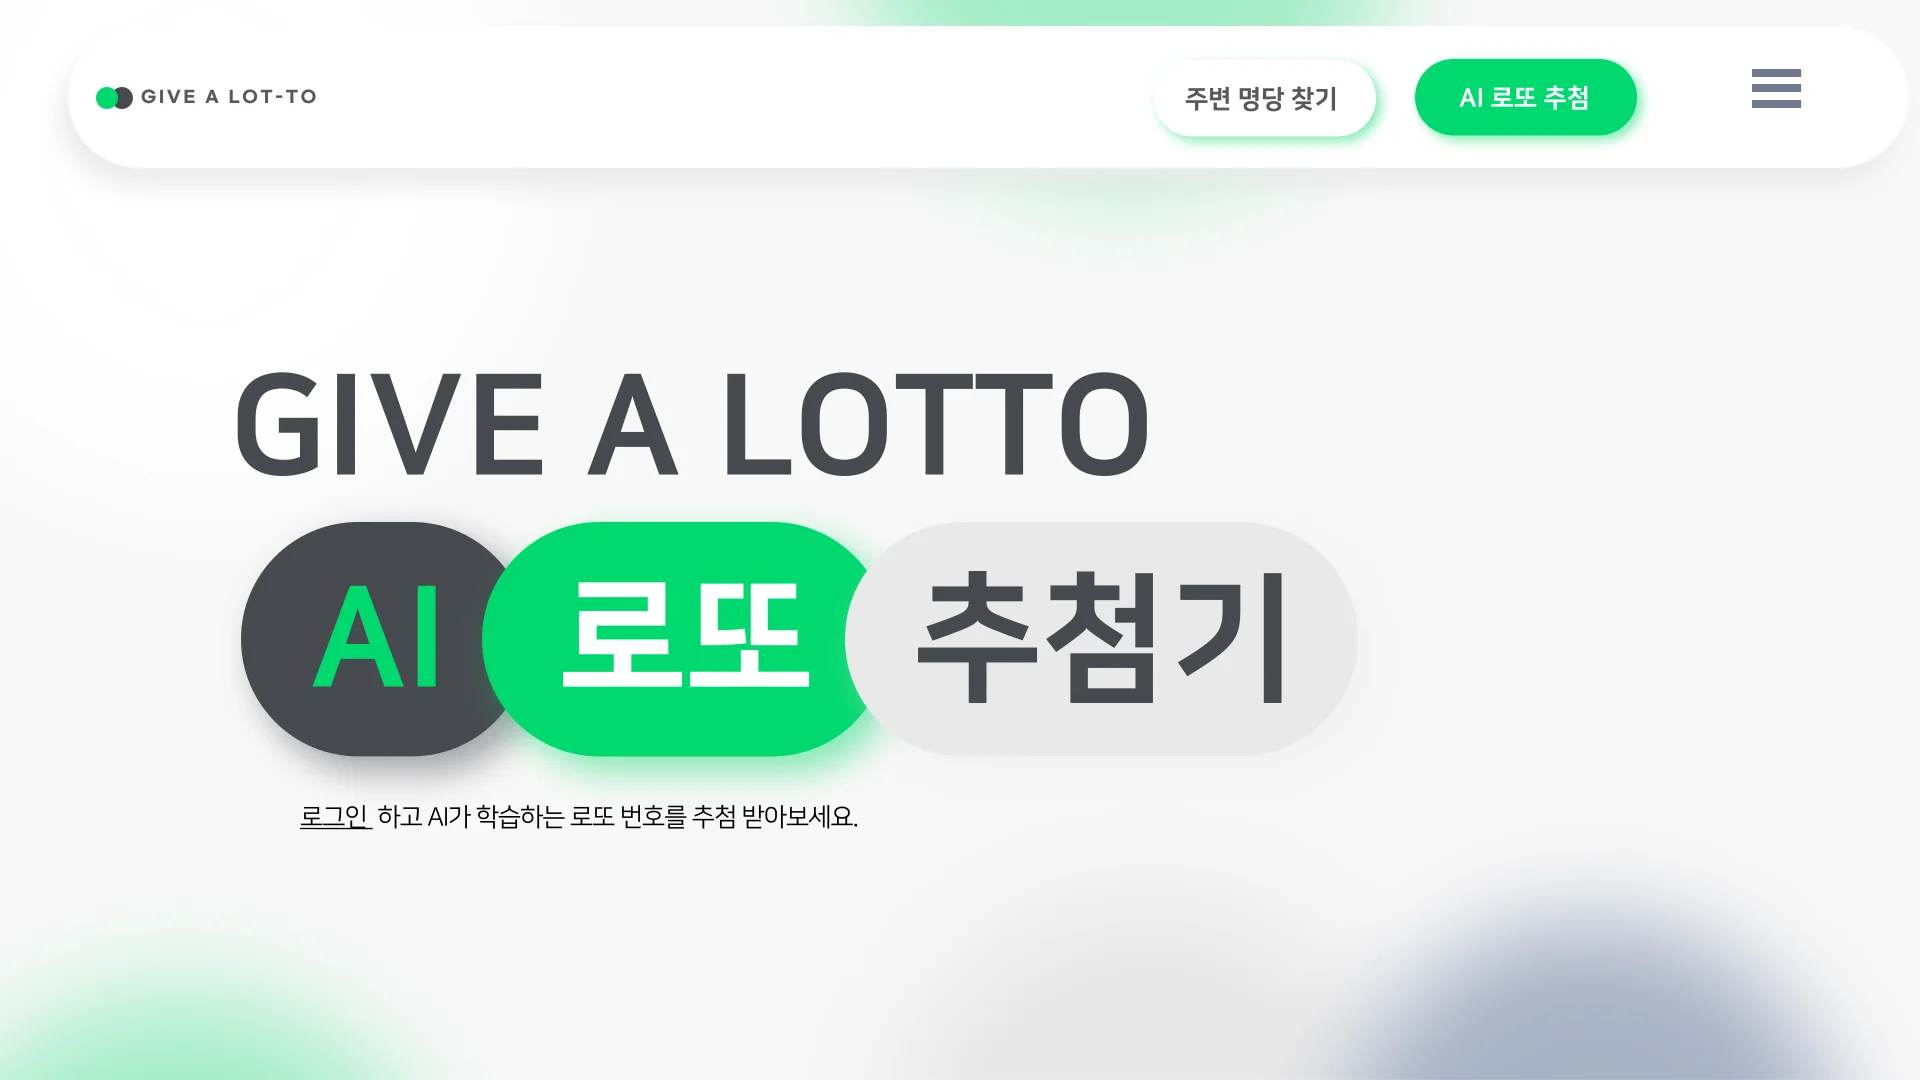 GIVE A LOT-TO
주변 명당 찾기
AI 로또 추첨
GIVE A LOTTO
AI 로또 추첨기
로그인 하고 AI가 학습하는 로또 번호를 추첨 받아보세요.